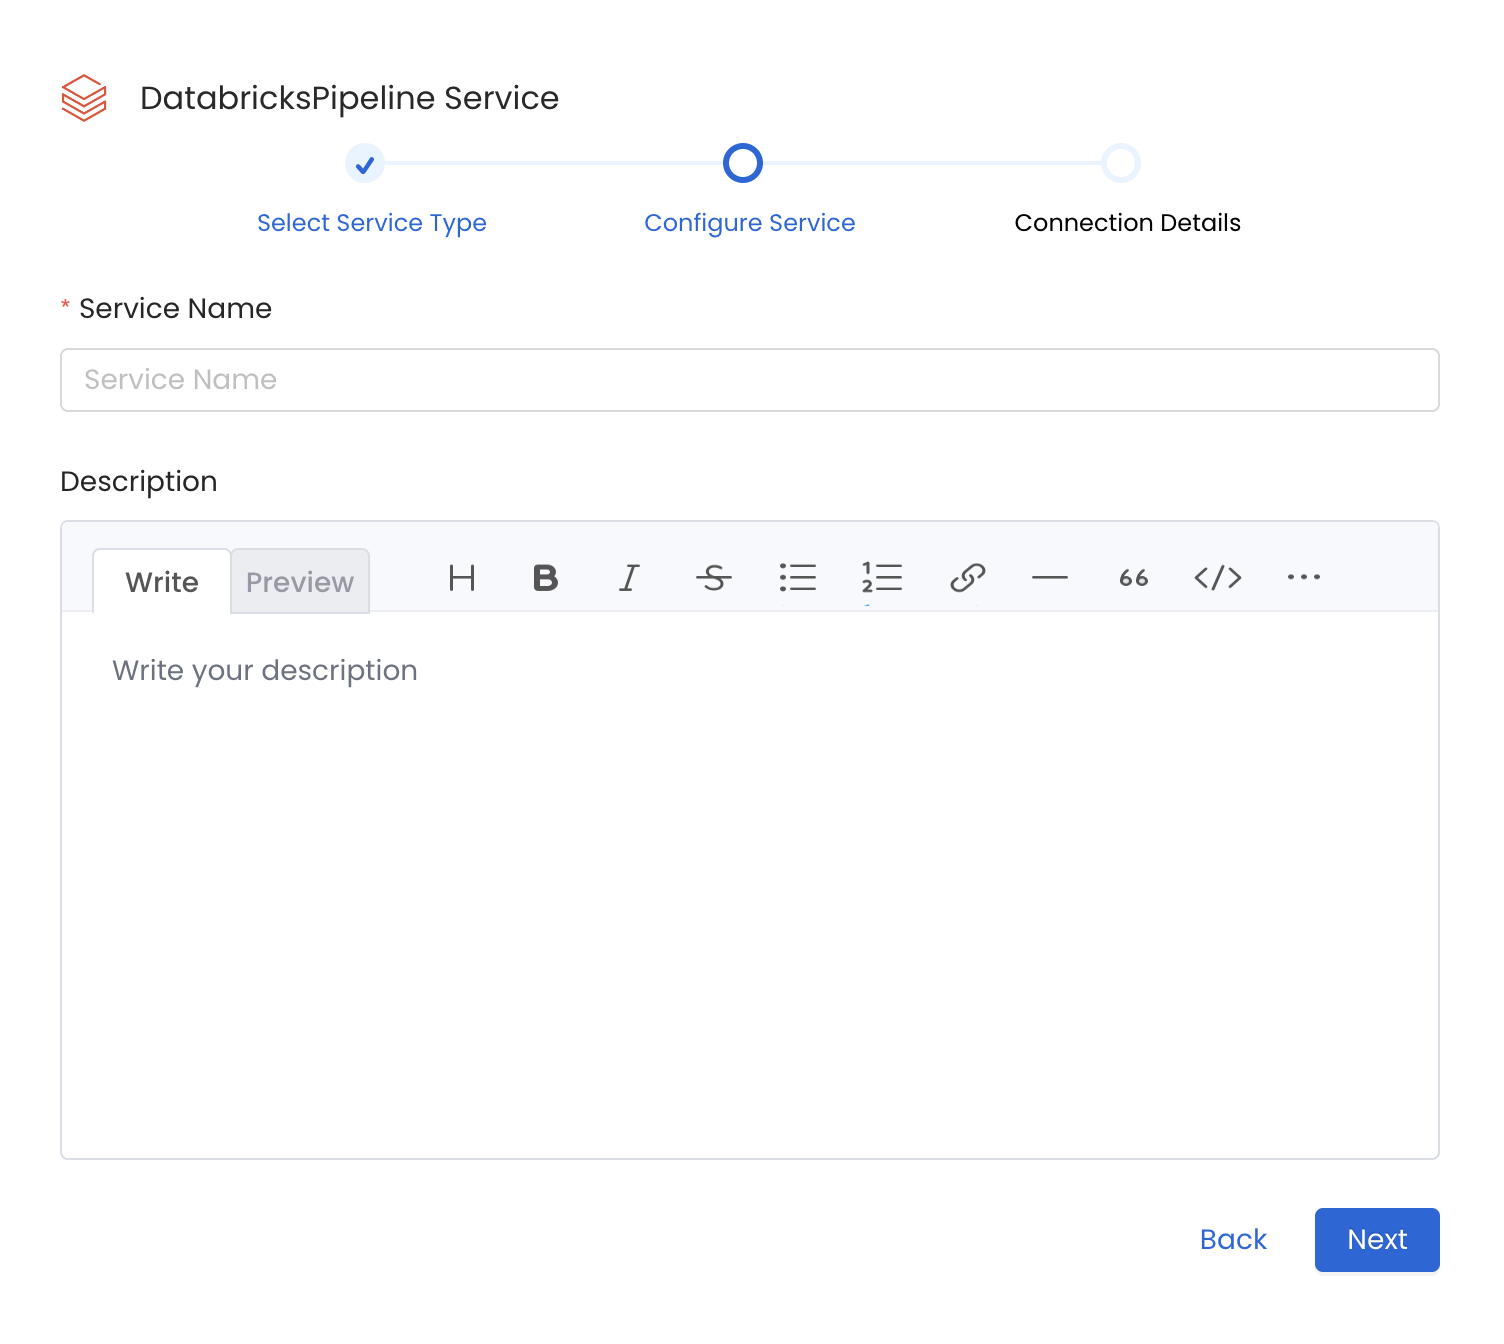 DatabricksPipeline Service
Select Service Type
Configure Service
Connection Details
* Service Name
Service Name
Description
Write Preview
Write your description
Back Next